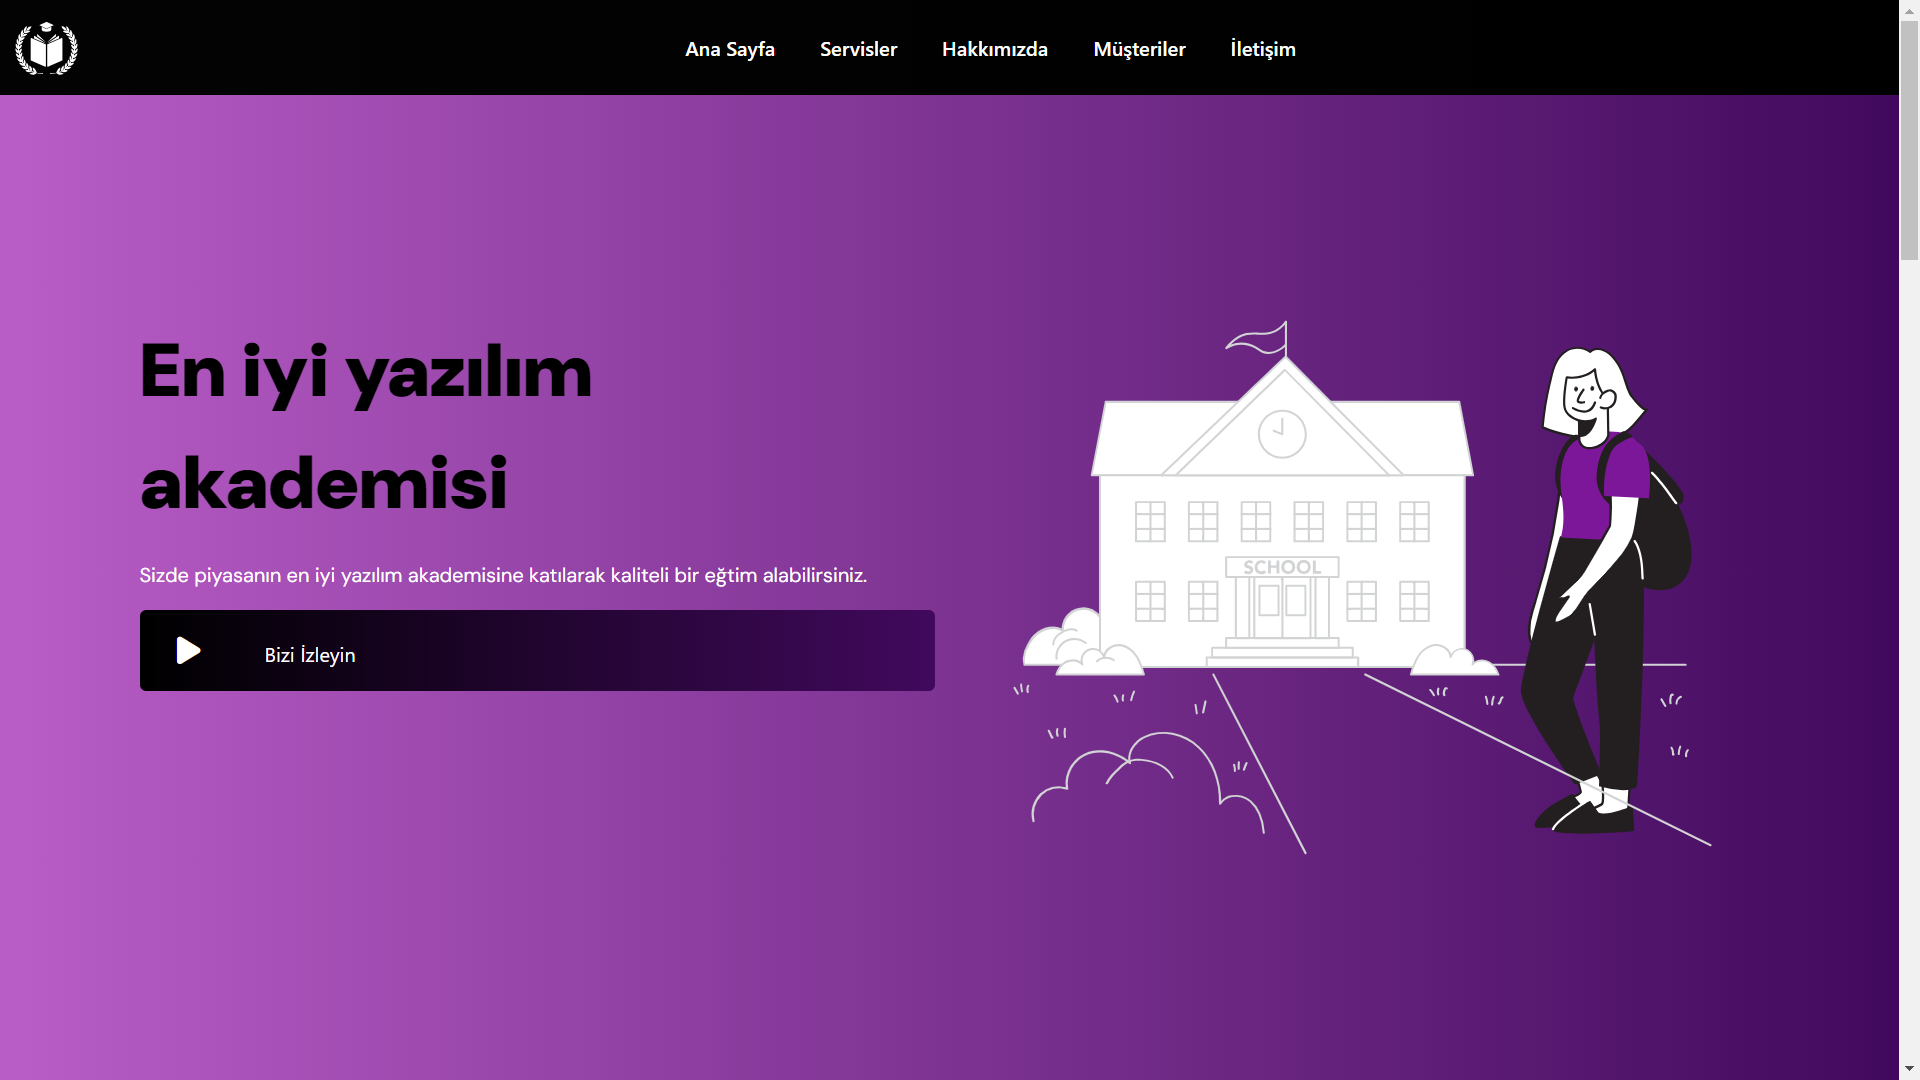 Ana Sayfa Servisler Hakkımızda Müşteriler İletişim
En iyi yazılım
akademisi
Sizde piyasanın en iyi yazılım akademisine katılarak kaliteli bir eğtim alabilirsiniz.
Bizi İzleyin
SCHOOL